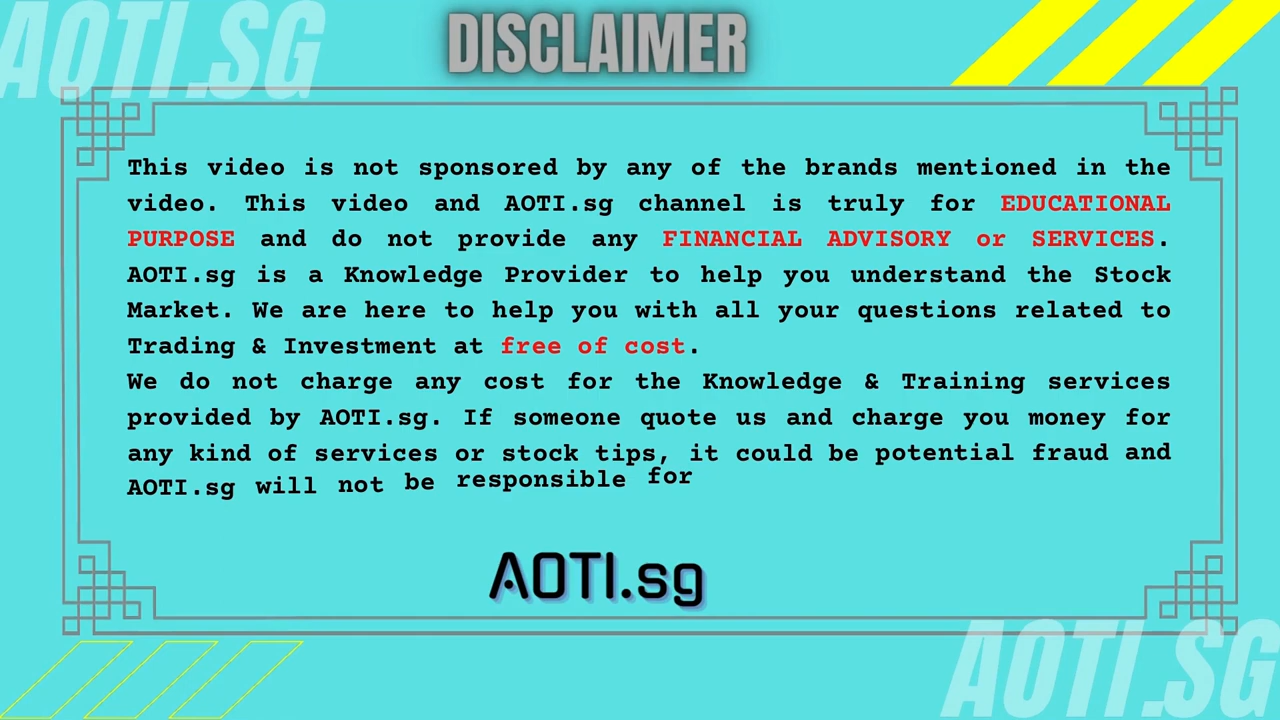 AOTI.SG
DISCLAIMER
This video is not sponsored by any of the brands mentioned in the
video. This video and AOTI.sg channel is truly for EDUCATIONAL
PURPOSE and do not provide any FINANCIAL ADVISORY or SERVICES.
AOTI.sg is a Knowledge Provider to help you understand the Stock
Market. We are here to help you with all your questions related to
Trading & Investment at free of cost.
We do not charge any cost for the Knowledge & Training services
provided by AOTI.sg. If someone quote us and charge you money for
any kind of services or stock tips, it could be potential fraud and
AOTI.sg will not be responsible for
AOTI.sg
AOTI.SG